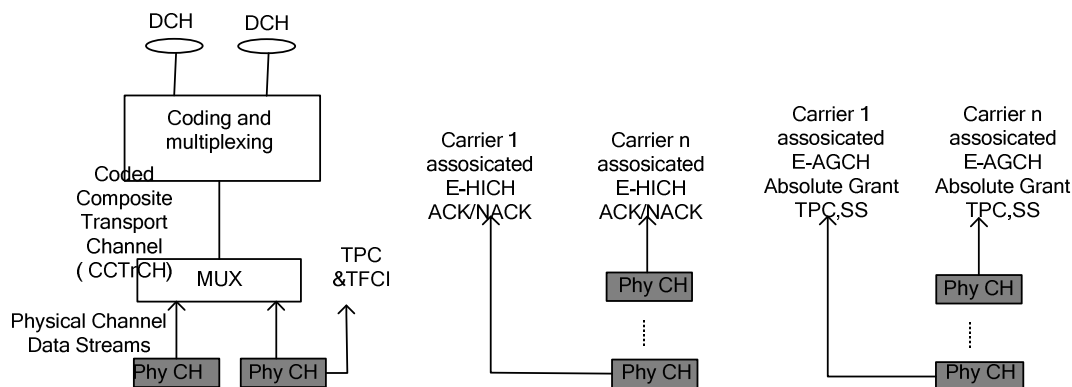 DCH
DCH
Coding and
multiplexing
Coded
Composite
Transport
Channel
( CCTrCH)
MUX
TPC
&TFCI
Physical Channel
Data Streams
Phy CH
Phy CH
Carrier 1
assosicated
E-HICH
ACK/NACK
Carrier n
assosicated
E-HICH
ACK/NACK
Phy CH
Phy CH
Carrier 1
assosicated
E-AGCH
Absolute Grant
TPC,SS
Carrier n
assosicated
E-AGCH
Absolute Grant
TPC,SS
Phy CH
Phy CH